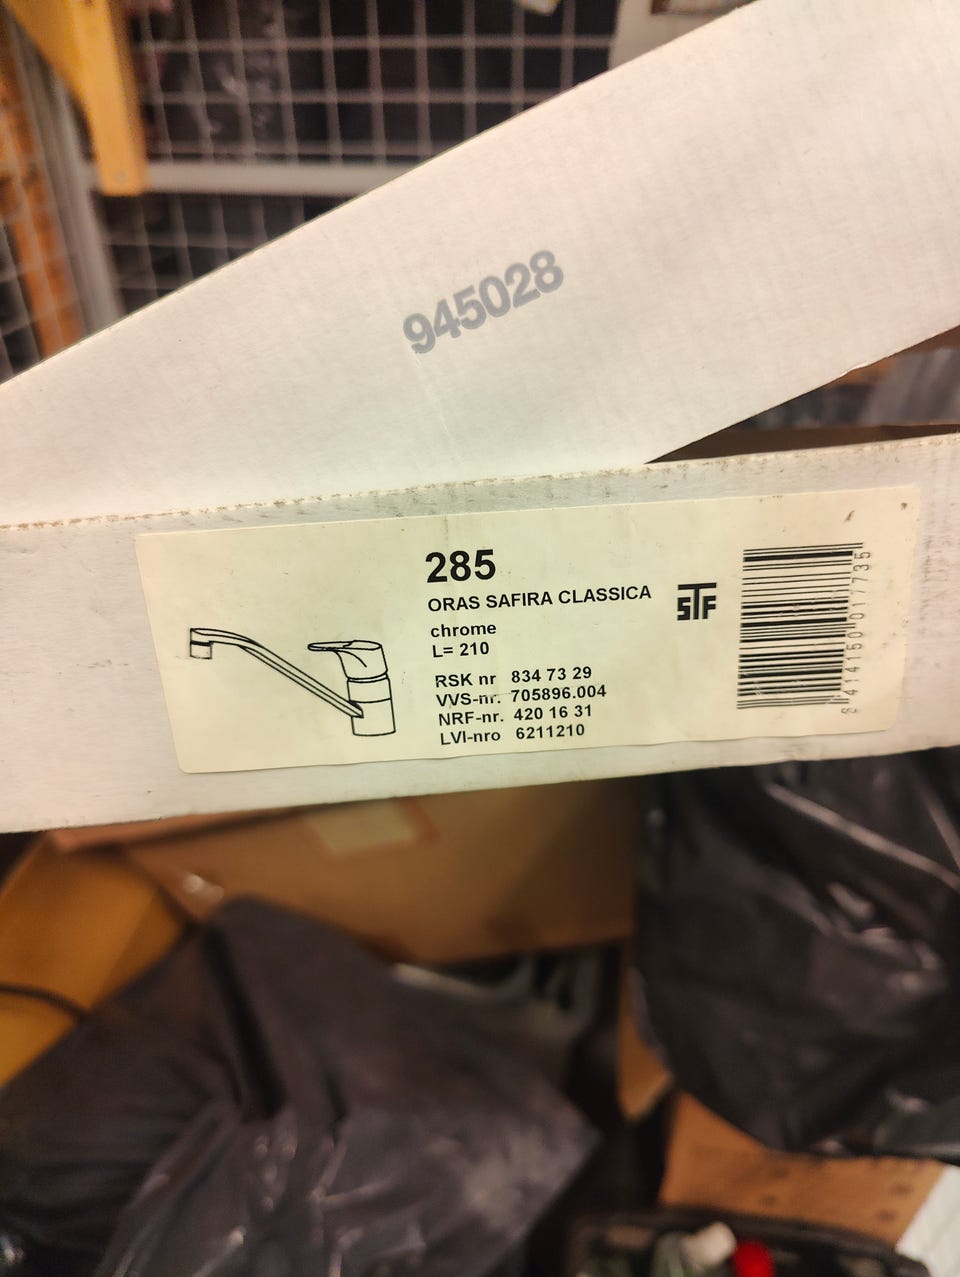 945028
285
ORAS SAFIRA CLASSICA
chrome
L= 210
RSK nr 834 73 29
VVS-nr. 705896.004
NRF-nr. 420 16 31
LVI-nro 6211210
STF
6414150017735